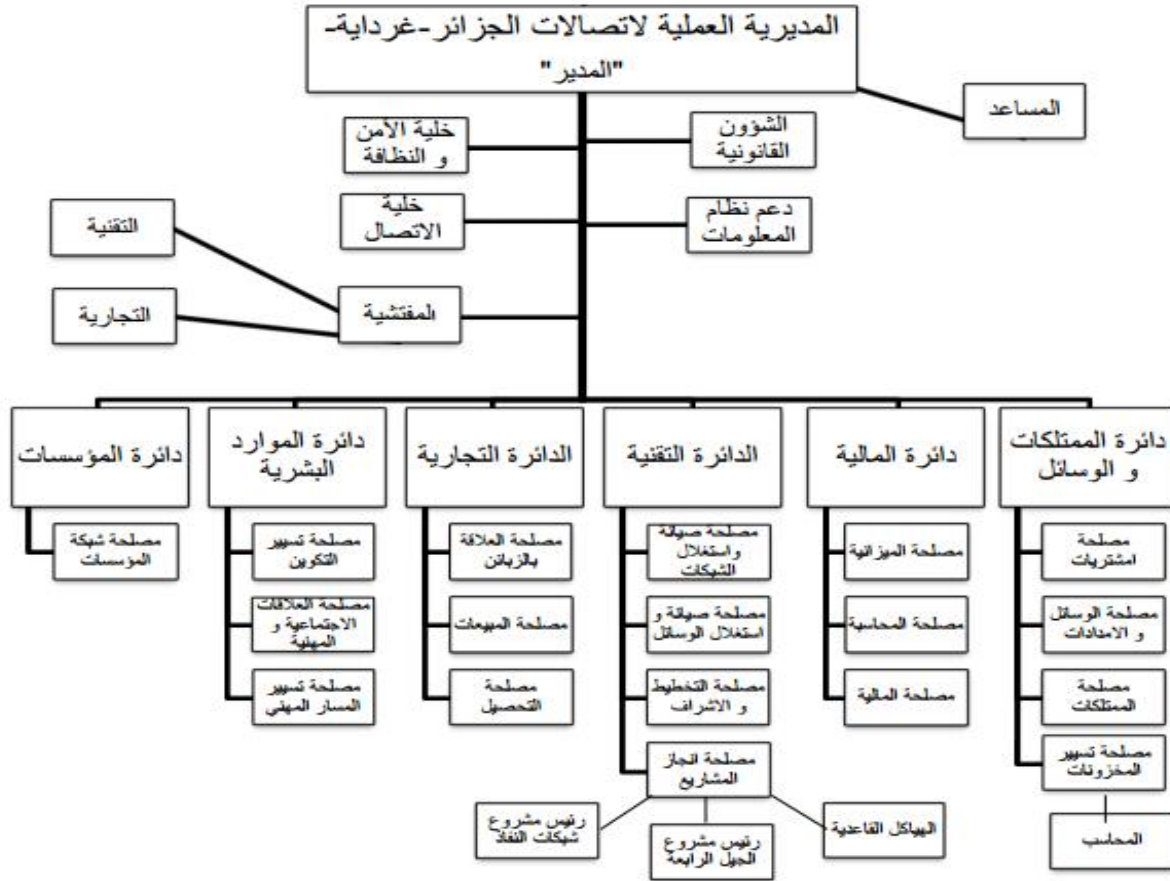 المديرية العملية لاتصالات الجزائر -غرداية-
"المدير"
المساعد
الشؤون
القانونية
خلية الأمن
و النظافة
دعم نظام
المعلومات
خلية
الاتصال
التقنية
المفتشية
التجارية
دائرة الممتلكات
و الوسائل
دائرة المالية
الدائرة التقنية
الدائرة التجارية
دائرة الموارد
البشرية
دائرة المؤسسات
مصلحة
امشتريات
مصلحة الوسائل
و الامدادات
مصلحة
الممتلكات
مصلحة تسيير
المخزونات
المحاسب
مصلحة الميزانية
مصلحة المحاسبة
مصلحة المالية
مصلحة صيانة
واستغلال
الشبكات
مصلحة صيانة و
استغلال الوسائل
مصلحة التخطيط
و الاشراف
مصلحة انجاز
المشاريع
الهياكل القاعدية
رئيس مشروع
الجيل الرابعة
رئيس مشروع
شبكات النفاذ
مصلحة العلاقة
بالزبائن
مصلحة المبيعات
مصلحة
التحصيل
مصلحة تسيير
التكوين
مصلحة العلاقات
الاجتماعية و
المهنية
مصلحة تسيير
المسار المهني
مصلحة شبكة
المؤسسات